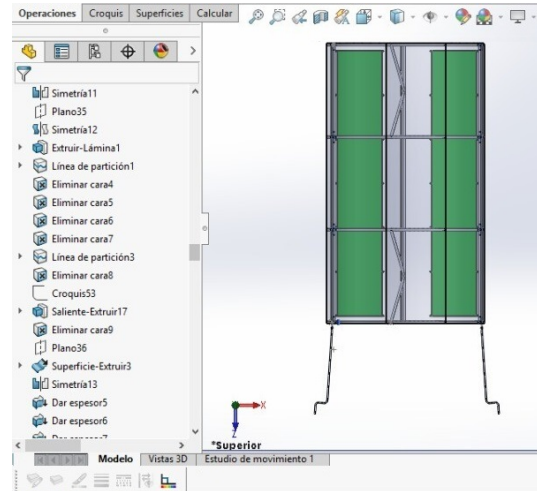 Operaciones Croquis Superficies Calcular
Simetría11
Plano35
Simetría12
Extruir-Lámina1
Línea de partición1
Eliminar cara4
Eliminar cara5
Eliminar cara6
Eliminar cara7
Línea de partición3
Eliminar cara8
Croquis53
Saliente-Extruir17
Eliminar cara9
Plano36
Superficie-Extruir3
Simetría13
Dar espesor5
Dar espesor6
X
Z
*Superior
Modelo Vistas 3D Estudio de movimiento 1